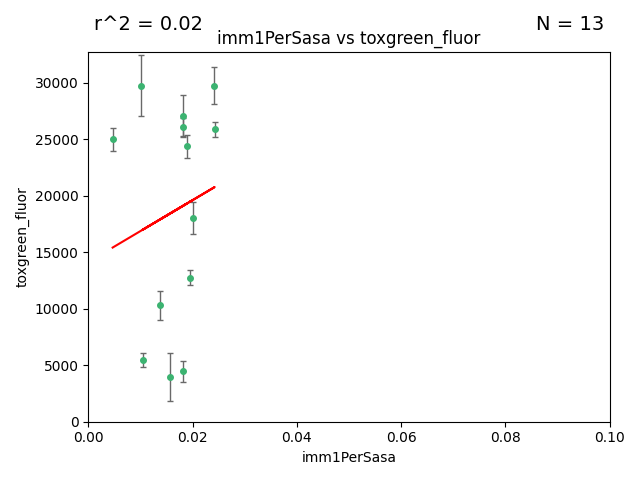 r^2 = 0.02
N = 13
imm1PerSasa vs toxgreen_fluor
toxgreen_fluor
30000
25000
20000
15000
10000
5000
0
0.00
0.02
0.04
0.06
0.08
0.10
imm1PerSasa